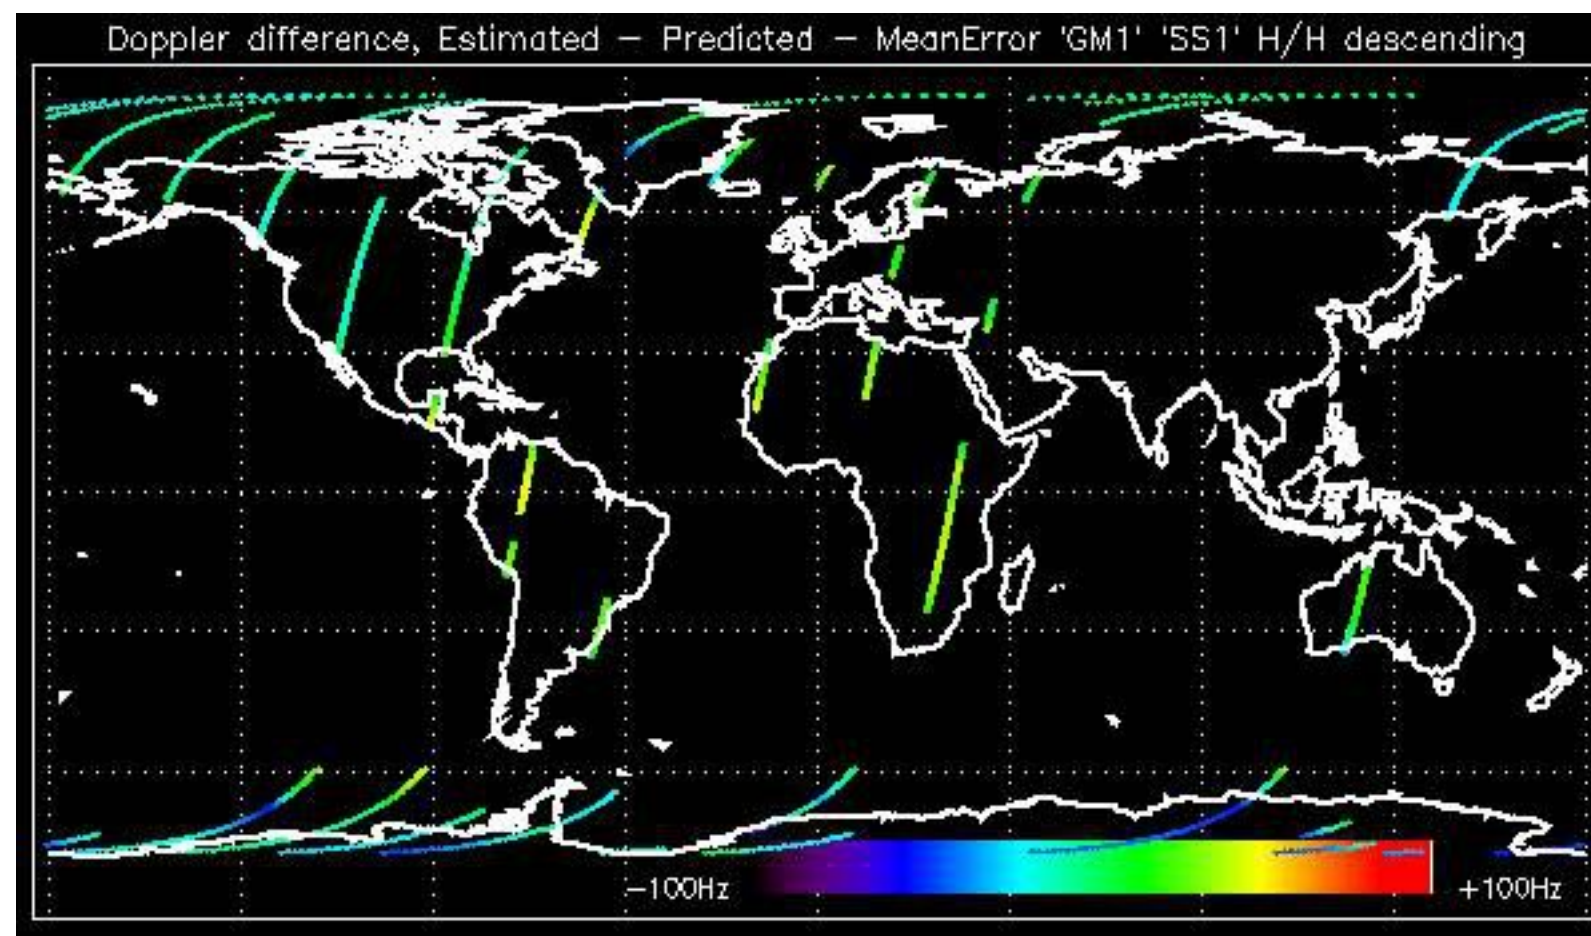 Doppler difference, Estimated – Predicted – MeanError 'GM1' 'SS1' H/H descending
–100Hz +100Hz